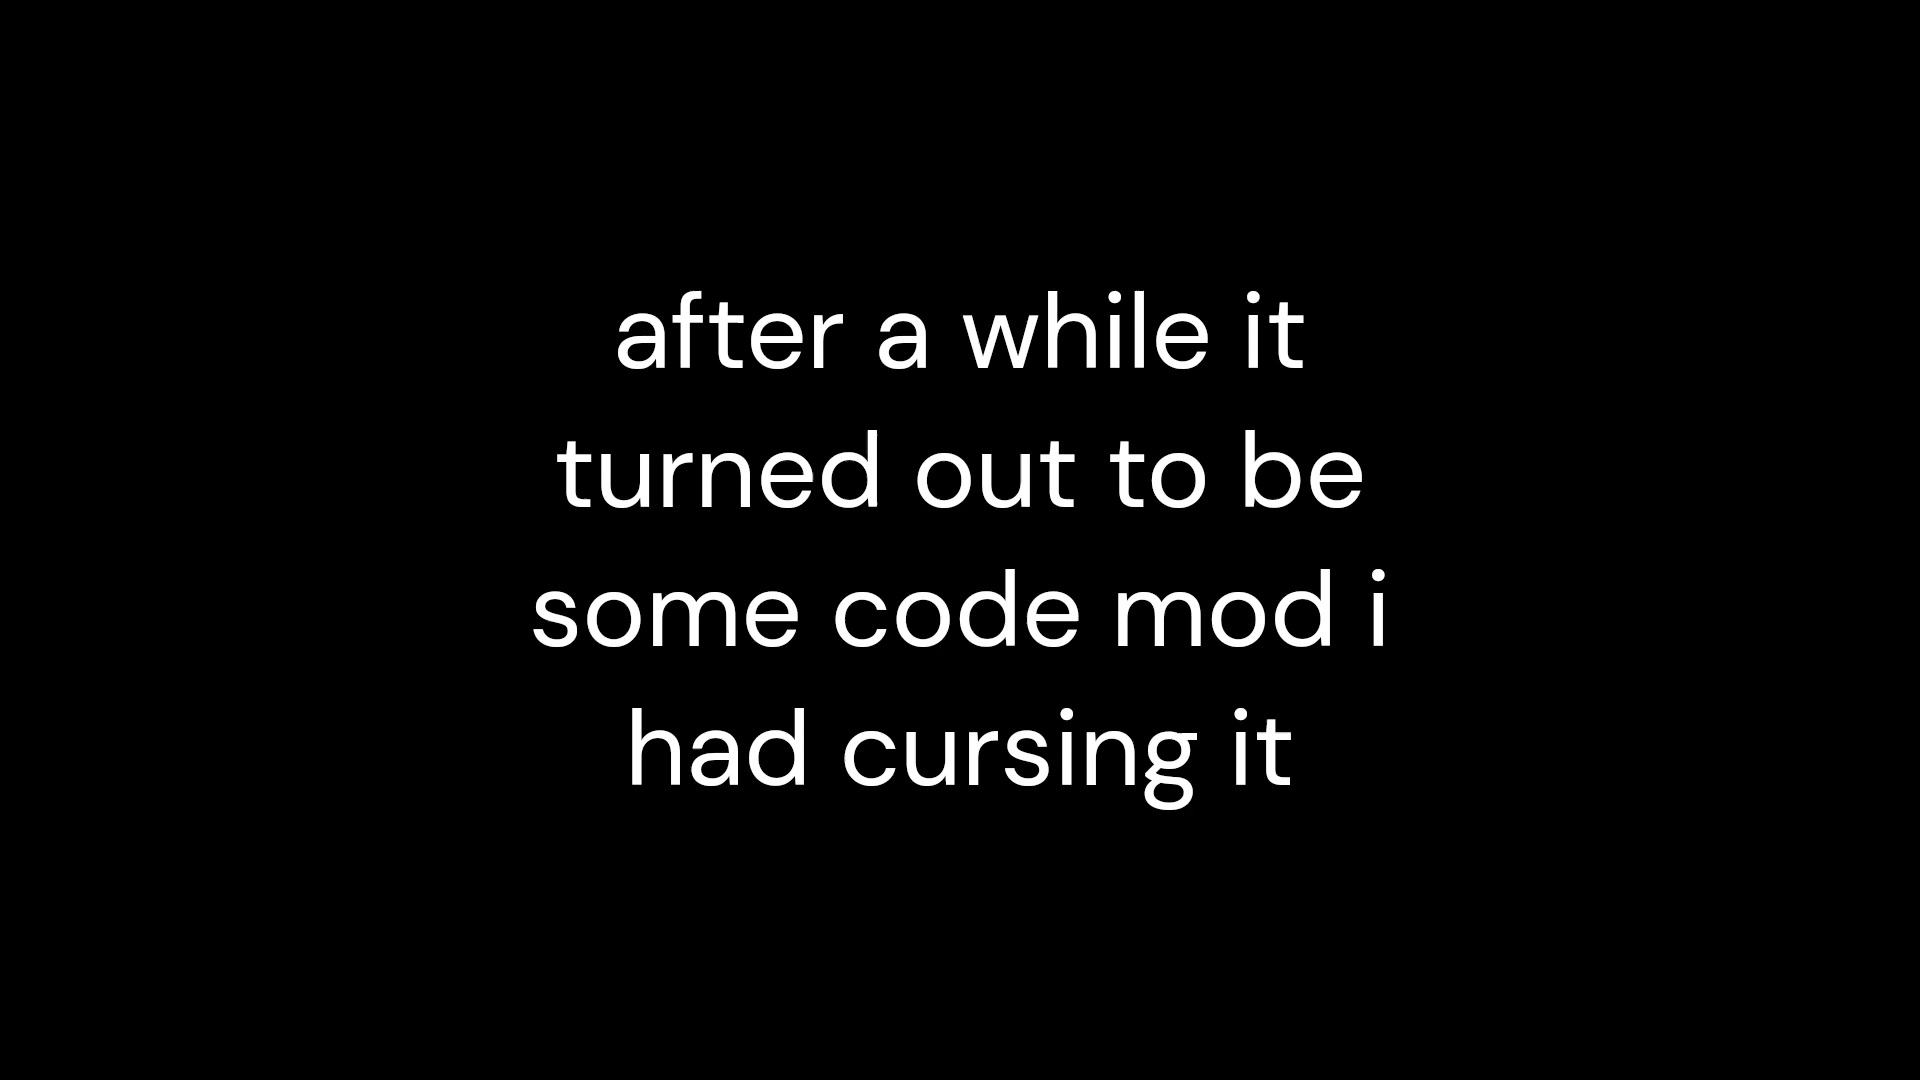 after a while it
turned out to be
some code mod i
had cursing it